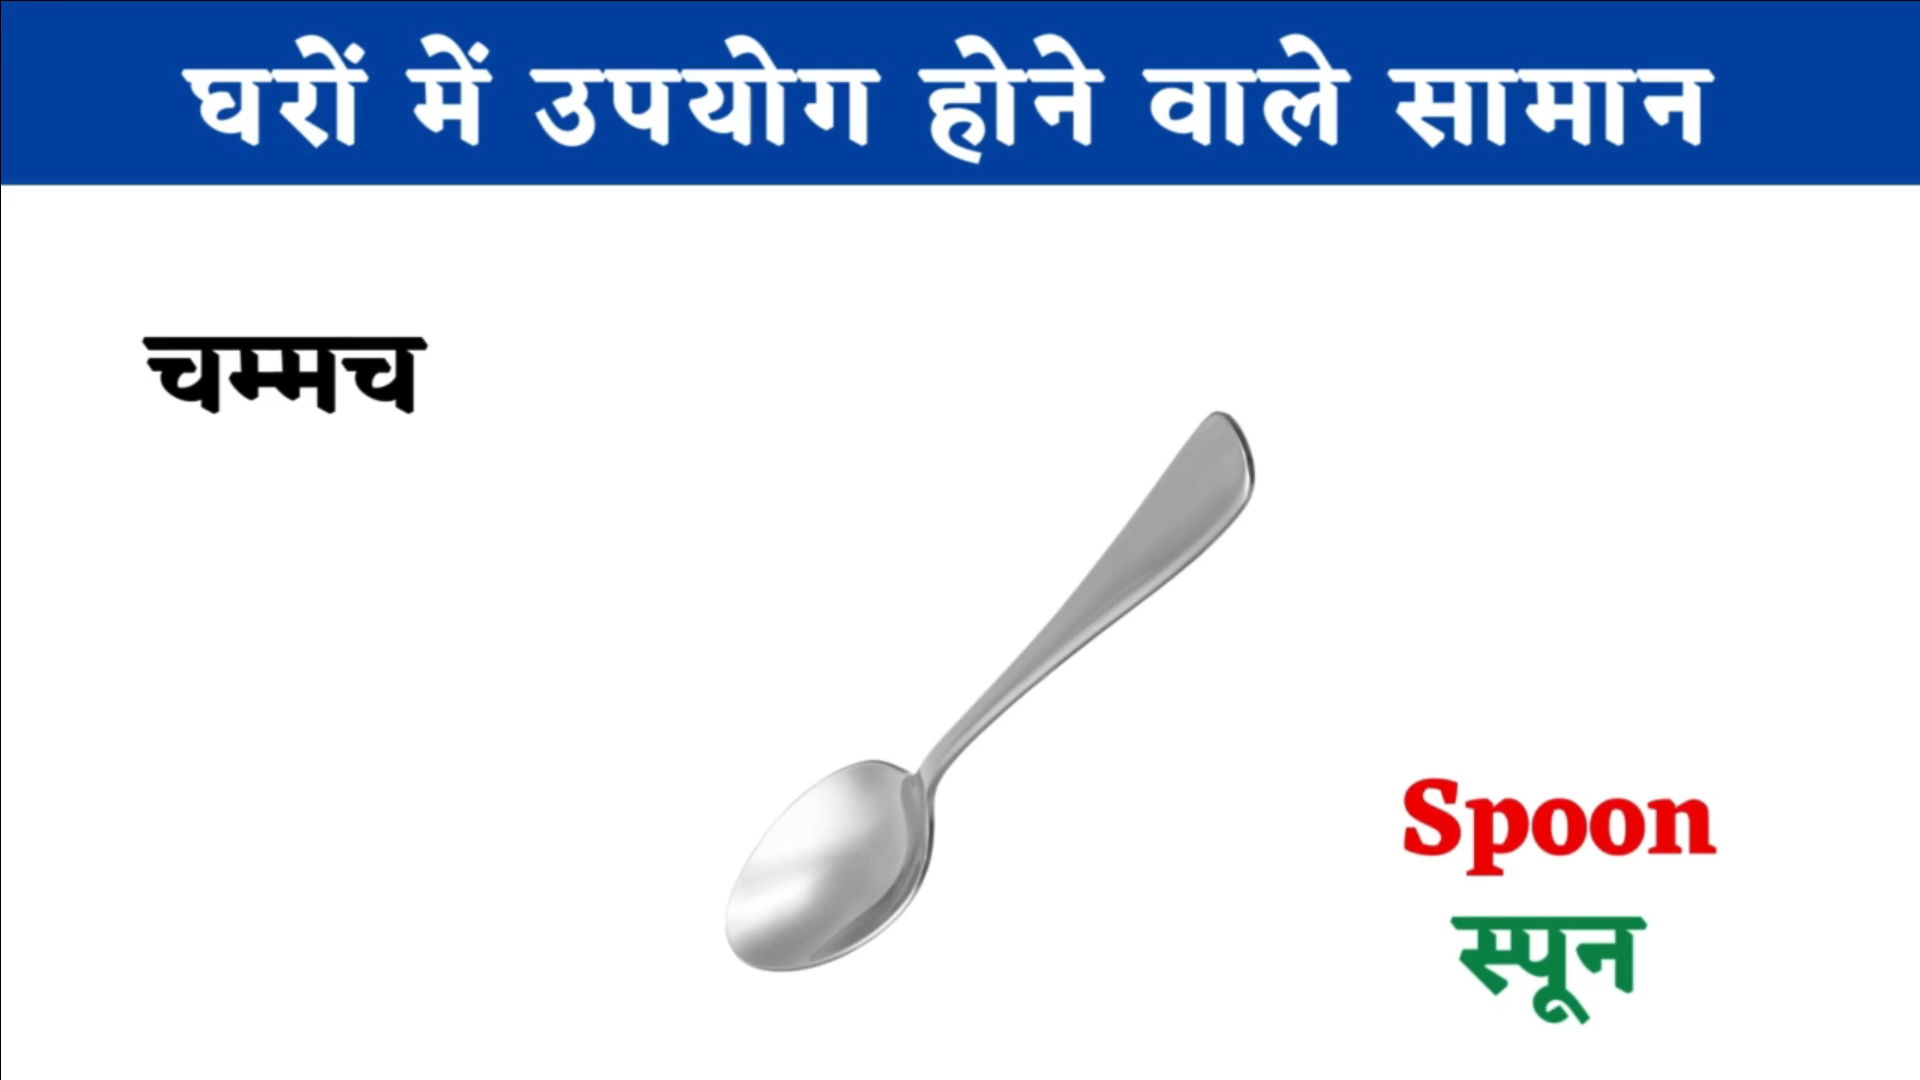 घरों में उपयोग होने वाले सामान
चम्मच
Spoon
स्पून